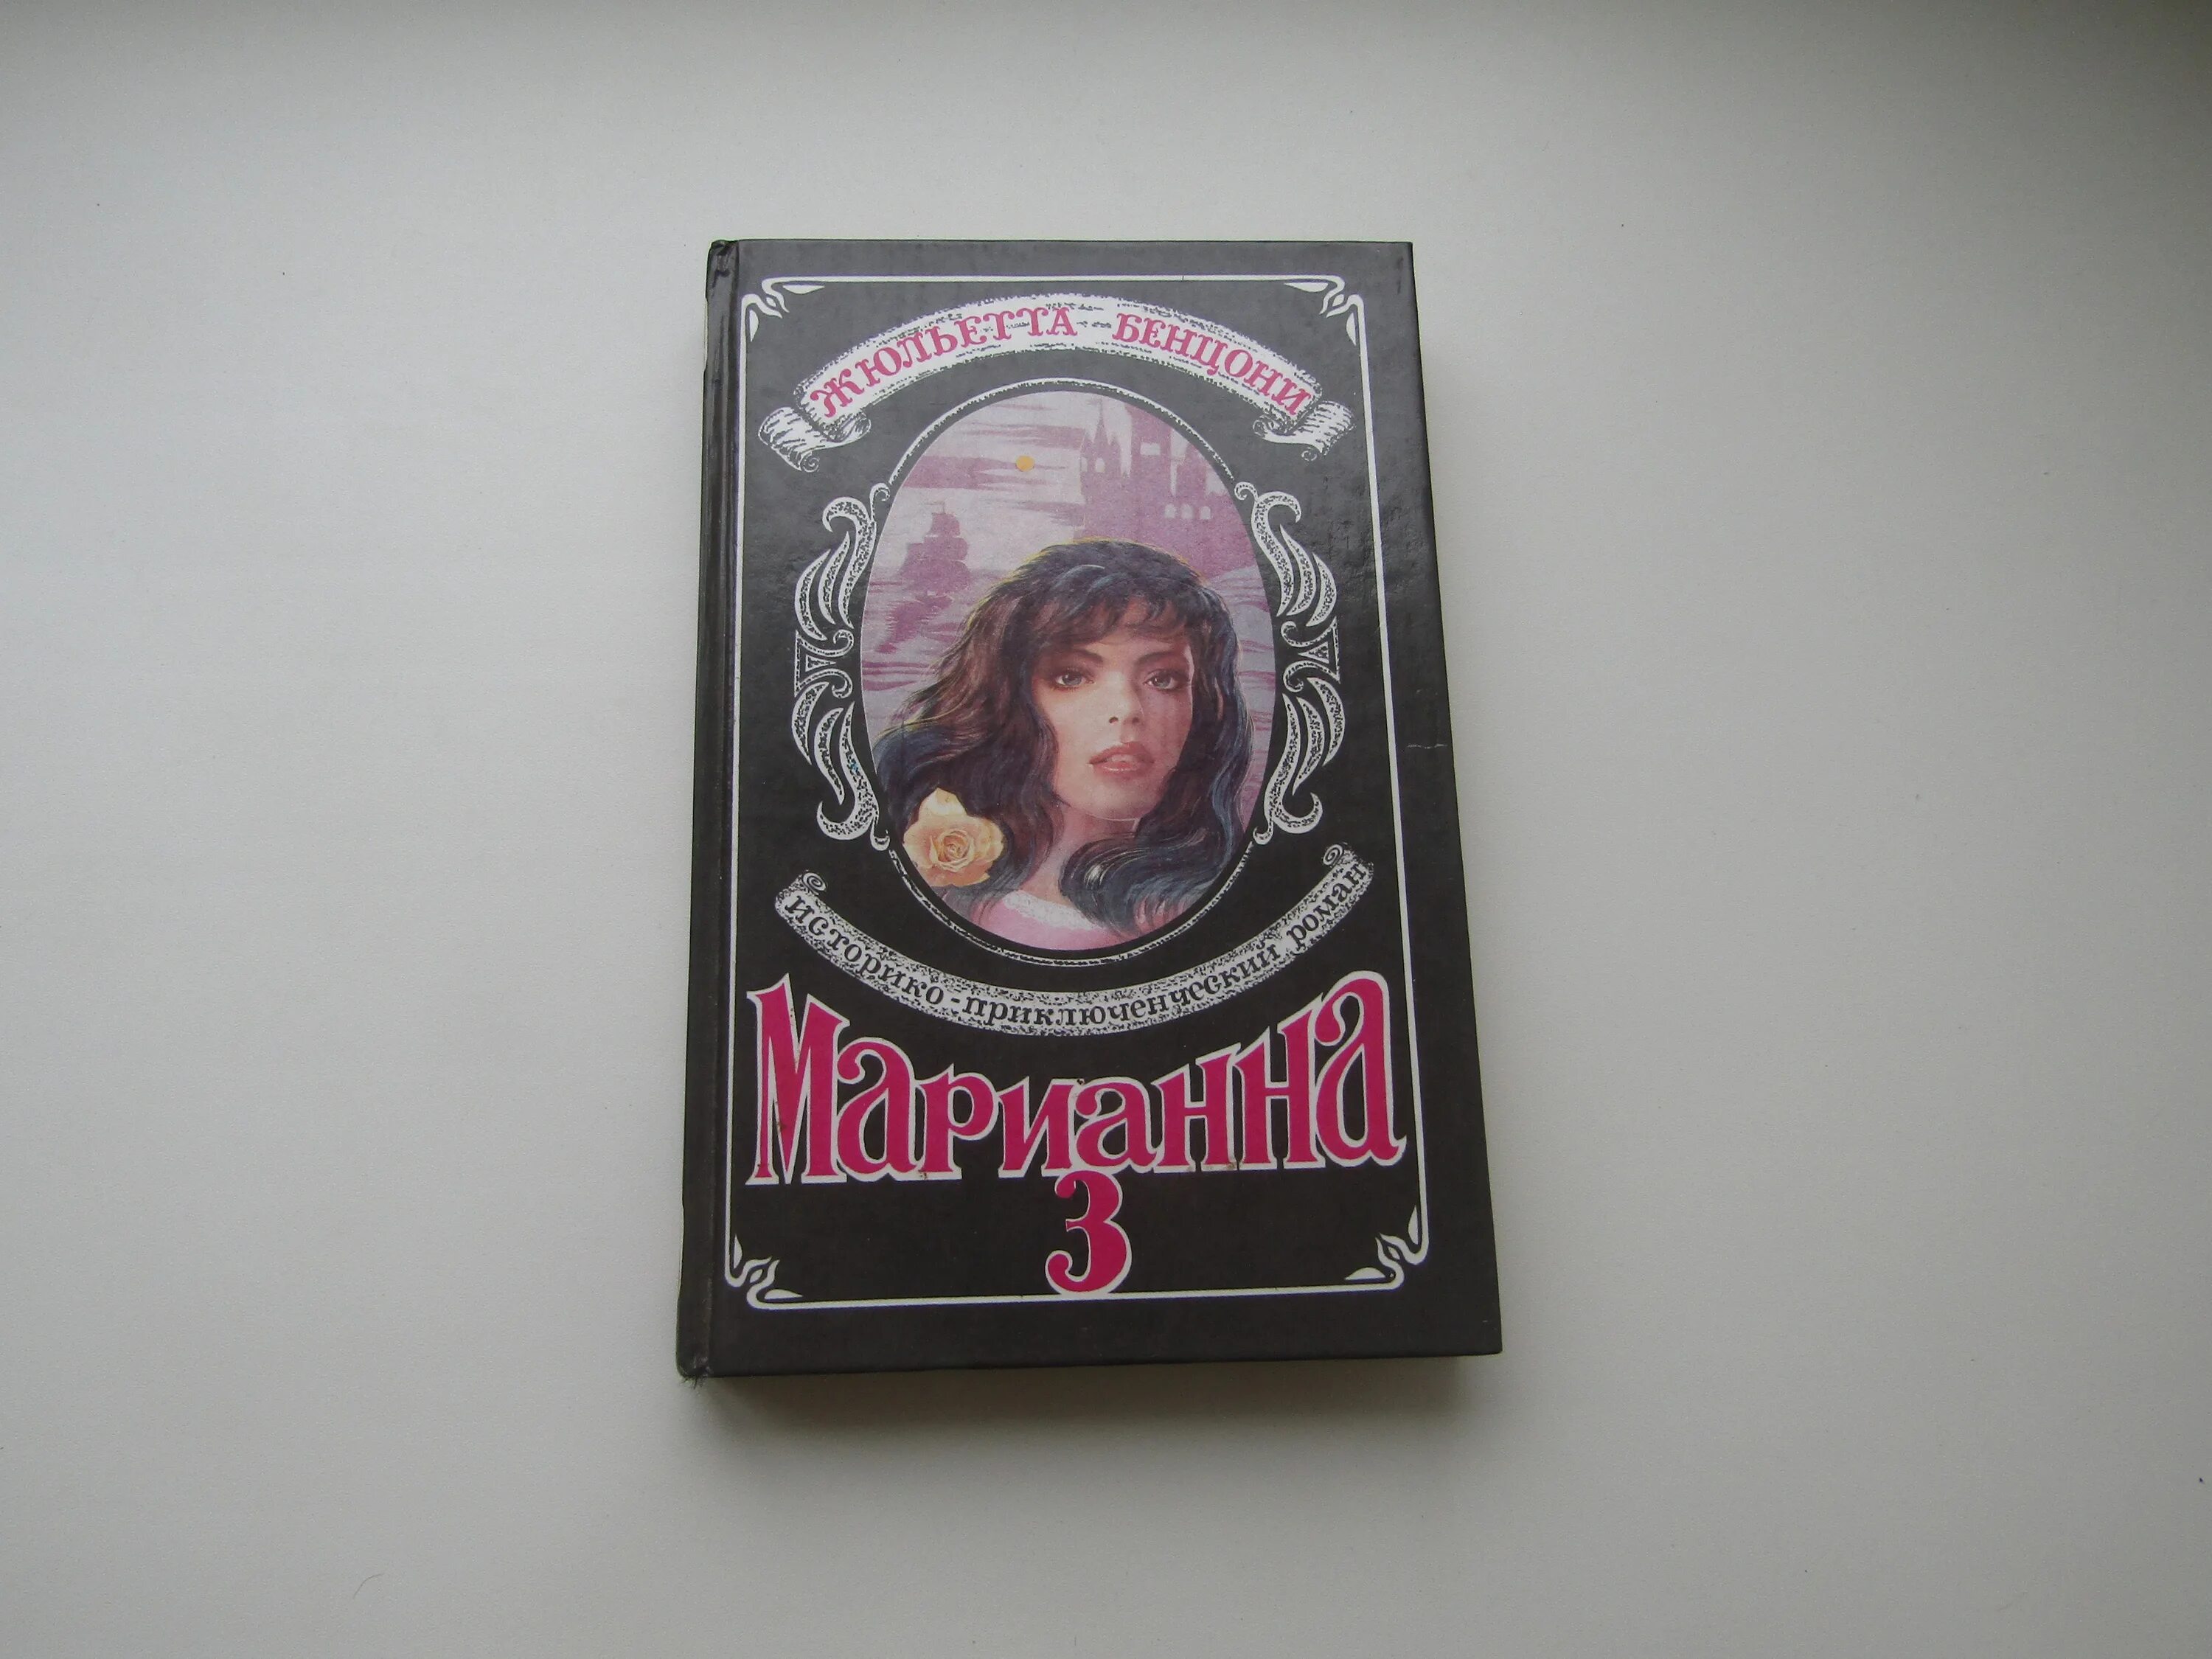 ЖЮЛЬЕТТА БЕНЦОНИ
историко-приключенческий роман
Марианна
3